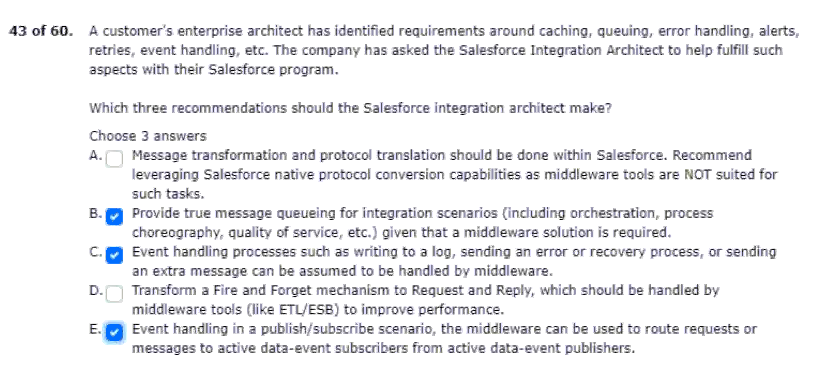 43 of 60. A customer's enterprise architect has identified requirements around caching, queuing, error handling, alerts,
retries, event handling, etc. The company has asked the Salesforce Integration Architect to help fulfill such
aspects with their Salesforce program.
Which three recommendations should the Salesforce integration architect make?
Choose 3 answers
A. Message transformation and protocol translation should be done within Salesforce. Recommend
leveraging Salesforce native protocol conversion capabilities as middleware tools are NOT suited for
such tasks.
B. Provide true message queueing for integration scenarios (including orchestration, process
choreography, quality of service, etc.) given that a middleware solution is required.
C. Event handling processes such as writing to a log, sending an error or recovery process, or sending
an extra message can be assumed to be handled by middleware.
D. Transform a Fire and Forget mechanism to Request and Reply, which should be handled by
middleware tools (like ETL/ESB) to improve performance.
E. Event handling in a publish/subscribe scenario, the middleware can be used to route requests or
messages to active data-event subscribers from active data-event publishers.